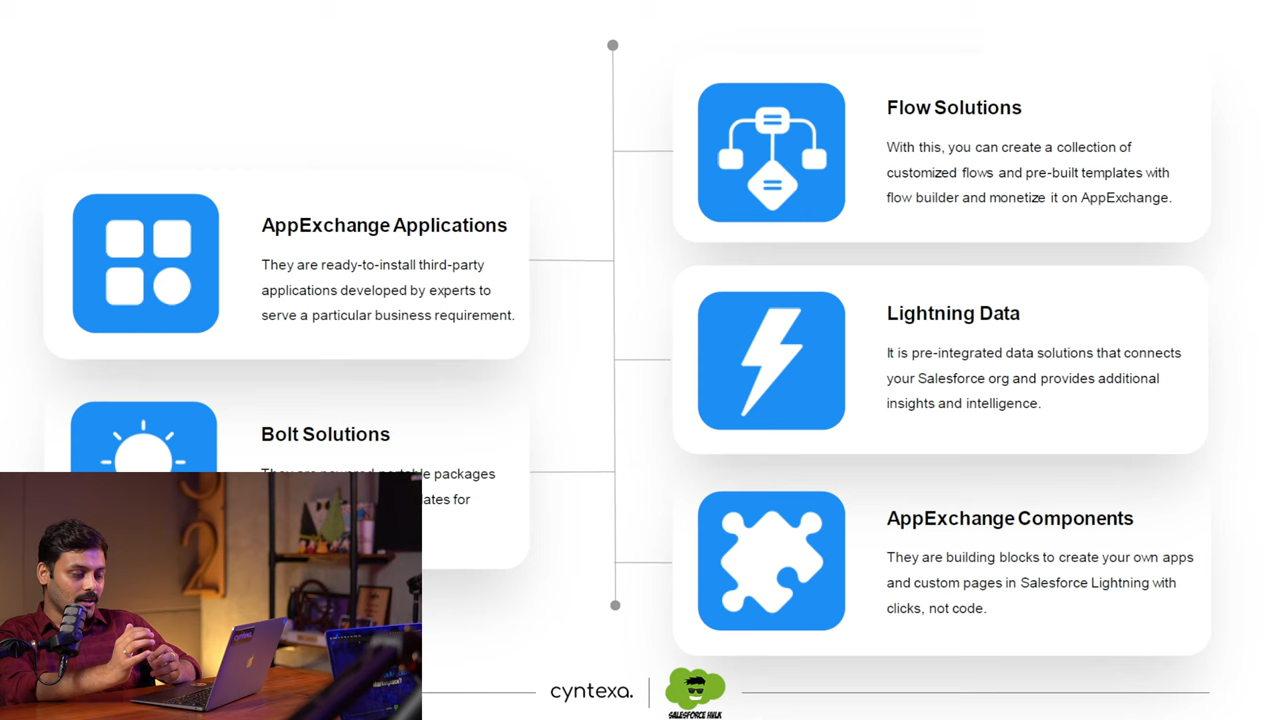 AppExchange Applications
They are ready-to-install third-party
applications developed by experts to
serve a particular business requirement.
Bolt Solutions
packages
for
Flow Solutions
With this, you can create a collection of
customized flows and pre-built templates with
flow builder and monetize it on AppExchange.
Lightning Data
It is pre-integrated data solutions that connects
your Salesforce org and provides additional
insights and intelligence.
AppExchange Components
They are building blocks to create your own apps
and custom pages in Salesforce Lightning with
clicks, not code.
cyntexa.
SALESFORCE HULK